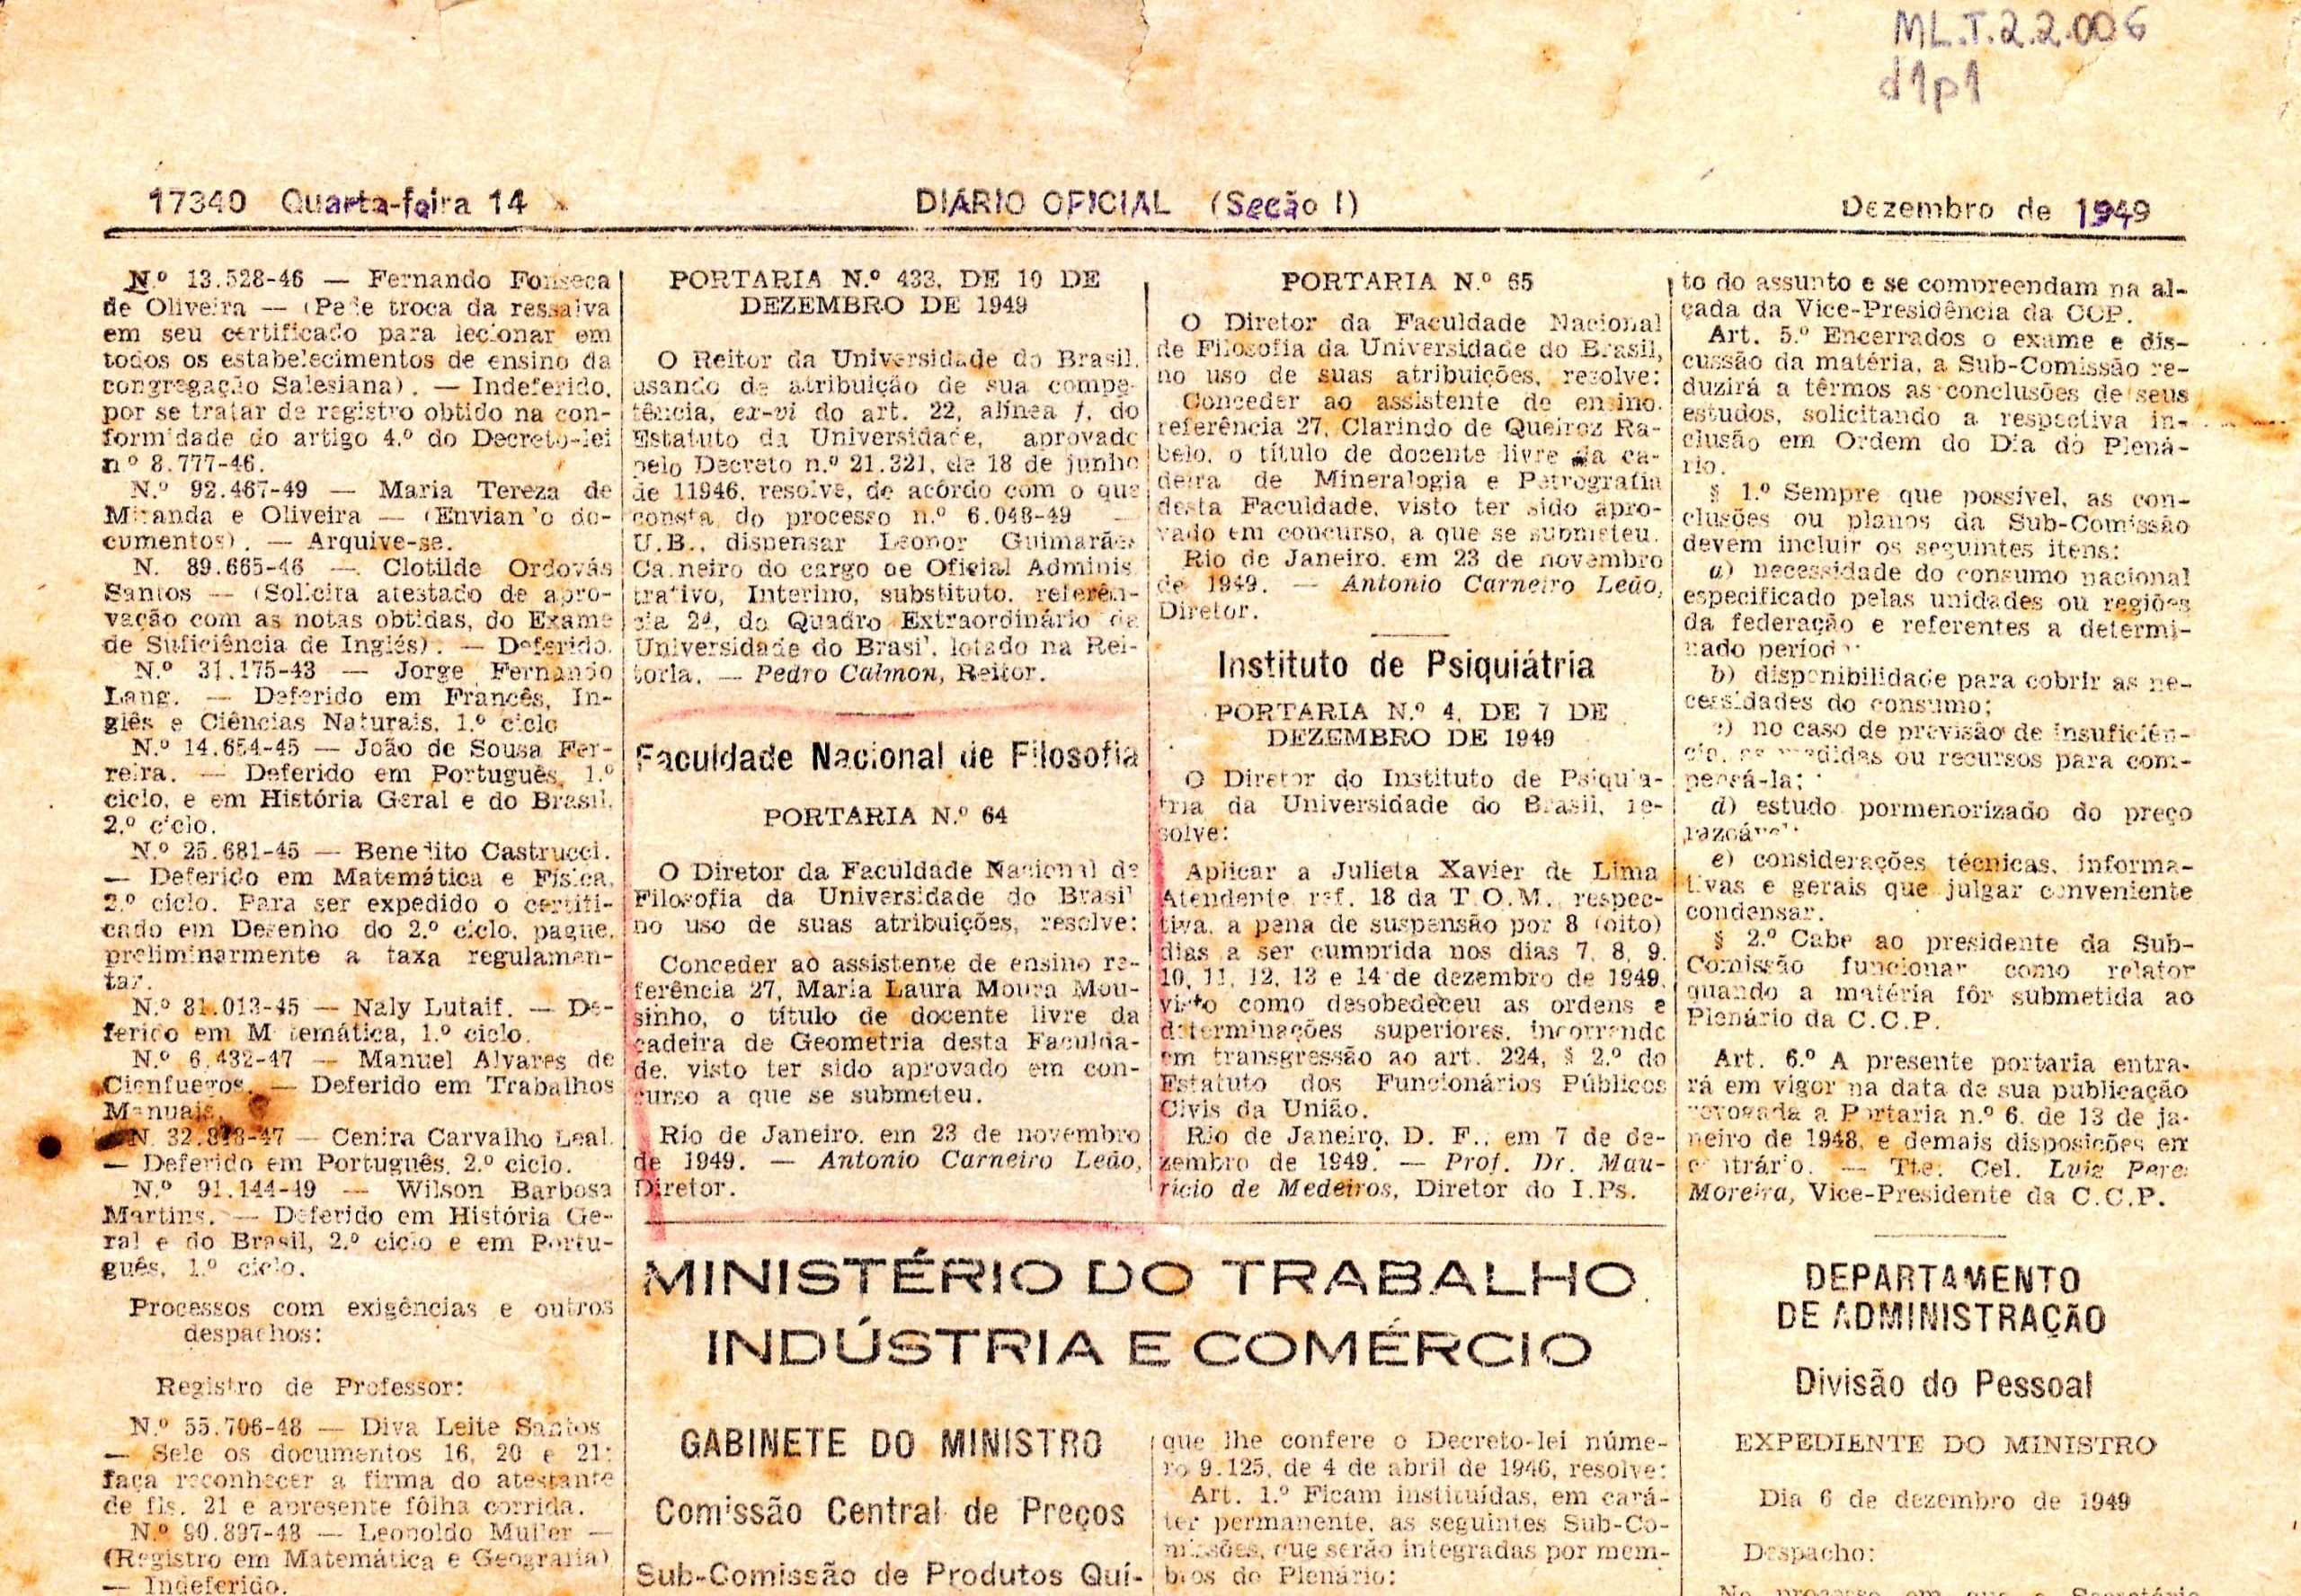 ML.T.2.2.006
d1p1
17340 Quarta-feira 14
DIÁRIO OFICIAL (Secão I)
Dezembro de 1949
N.º 13.528-46 — Fernando Fonseca
de Oliveira — (Pede troca da ressalva
em seu certificado para lecionar em
todos os estabelecimentos de ensino da
congregação Salesiana). — Indeferido,
por se tratar de registro obtido na con-
formidade do artigo 4.º do Decreto-lei
nº 8.777-46.
N.º 92.467-49 — Maria Tereza de
Miranda e Oliveira — (Enviando do-
cumentos). — Arquive-se.
N. 89.665-46 — Clotilde Ordovás
Santos — (Solicita atestado de apro-
vação com as notas obtidas, do Exame
de Suficiência de Inglês). — Deferido.
N.º 31.175-43 — Jorge Fernando
Lang. — Deferido em Francês, In-
glês e Ciências Naturais, 1.º ciclo
N.º 14.654-45 — João de Sousa Fer-
reira. — Deferido em Português, 1.º
ciclo, e em História Geral e do Brasil,
2.º ciclo.
N.º 25.681-45 — Benedito Castrucci.
— Deferido em Matemática e Física,
2.º ciclo. Para ser expedido o certifi-
cado em Desenho do 2.º ciclo, pague,
preliminarmente a taxa regulamen-
tar.
N.º 81.013-45 — Naly Lutaif. — De-
ferido em Matemática, 1.º ciclo.
N.º 6.432-47 — Manuel Alvares de
Cienfuegos. — Deferido em Trabalhos
Manuais.
N. 32.848-47 — Cenira Carvalho Leal.
— Deferido em Português, 2.º ciclo.
N.º 91.144-49 — Wilson Barbosa
Martins. — Deferido em História Ge-
ral e do Brasil, 2.º ciclo e em Portu-
guês, 1.º ciclo.
Processos com exigências e outros
despachos:
Registro de Professor:
N.º 55.706-48 — Diva Leite Santos
— Sele os documentos 16, 20 e 21;
faça reconhecer a firma do atestante
de fls. 21 e apresente fôlha corrida.
N.º 90.897-48 — Leopoldo Muller —
(Registro em Matemática e Geografia)
— Indeferido.
PORTARIA N.º 433, DE 10 DE
DEZEMBRO DE 1949
O Reitor da Universidade do Brasil,
usando de atribuição de sua compe-
tência, ex-vi do art. 22, alínea f, do
Estatuto da Universidade, aprovado
pelo Decreto n.º 21.321, de 18 de junho
de 11946, resolve, de acôrdo com o que
consta do processo n.º 6.048-49 —
U.B., dispensar Leonor Guimarães
Carneiro do cargo de Oficial Adminis
trativo, Interino, substituto, referên-
cia 24, do Quadro Extraordinário da
Universidade do Brasil, lotado na Rei-
toria. — Pedro Calmon, Reitor.
Faculdade Nacional de Filosofia
PORTARIA N.º 64
O Diretor da Faculdade Nacional de
Filosofia da Universidade do Brasil
no uso de suas atribuições, resolve:
Conceder ao assistente de ensino re-
ferência 27, Maria Laura Moura Mou-
sinho, o título de docente livre da
cadeira de Geometria desta Faculda-
de, visto ter sido aprovado em con-
curso a que se submeteu.
Rio de Janeiro, em 23 de novembro
de 1949. — Antonio Carneiro Leão,
Diretor.
PORTARIA N.º 65
O Diretor da Faculdade Nacional
de Filosofia da Universidade do Brasil,
no uso de suas atribuições, resolve:
Conceder ao assistente de ensino,
referência 27, Clarindo de Queiroz Ra-
belo, o título de docente livre da ca-
deira de Mineralogia e Petrografia
desta Faculdade, visto ter sido apro-
vado em concurso, a que se submeteu.
Rio de Janeiro, em 23 de novembro
de 1949. — Antonio Carneiro Leão,
Diretor.
Instituto de Psiquiátria
PORTARIA N.º 4, DE 7 DE
DEZEMBRO DE 1949
O Diretor do Instituto de Psiquia-
tria da Universidade do Brasil, re-
solve:
Aplicar a Julieta Xavier de Lima
Atendente ref. 18 da T.O.M., respec-
tiva, a pena de suspensão por 8 (oito)
dias a ser cumprida nos dias 7, 8, 9.
10, 11, 12, 13 e 14 de dezembro de 1949,
visto como desobedeceu as ordens e
determinações superiores, incorrendo
em transgressão ao art. 224, § 2.º do
Estatuto dos Funcionários Públicos
Civis da União.
Rio de Janeiro, D. F., em 7 de de-
zembro de 1949. — Prof. Dr. Mau-
rício de Medeiros, Diretor do I.Ps.
MINISTÉRIO DO TRABALHO
INDÚSTRIA E COMÉRCIO
GABINETE DO MINISTRO
Comissão Central de Preços
Sub-Comissão de Produtos Quí-
que lhe confere o Decreto-lei núme-
ro 9.125, de 4 de abril de 1946, resolve:
Art. 1.º Ficam instituídas, em cará-
ter permanente, as seguintes Sub-Co-
missões, que serão integradas por mem-
bros do Plenário:
to do assunto e se compreendam na al-
çada da Vice-Presidência da CCP.
Art. 5.º Encerrados o exame e dis-
cussão da matéria, a Sub-Comissão re-
duzirá a têrmos as conclusões de seus
estudos, solicitando a respectiva in-
clusão em Ordem do Dia do Plená-
rio.
§ 1.º Sempre que possível, as con-
clusões ou planos da Sub-Comissão
devem incluir os seguintes itens:
a) necessidade do consumo nacional
especificado pelas unidades ou regiões
da federação e referentes a determi-
nado período;
b) disponibilidade para cobrir as ne-
cessidades do consumo;
c) no caso de previsão de insuficiên-
cia, as medidas ou recursos para com-
pensá-la;
d) estudo pormenorizado do preço
razoável;
e) considerações técnicas, informa-
tivas e gerais que julgar conveniente
condensar.
§ 2.º Cabe ao presidente da Sub-
Comissão funcionar como relator
quando a matéria fôr submetida ao
Plenário da C.C.P.
Art. 6.º A presente portaria entra-
rá em vigor na data de sua publicação
revogada a Portaria n.º 6, de 13 de ja-
neiro de 1948, e demais disposições em
contrário. — Tte. Cel. Luiz Peres
Moreira, Vice-Presidente da C.C.P.
DEPARTAMENTO
DE ADMINISTRAÇÃO
Divisão do Pessoal
EXPEDIENTE DO MINISTRO
Dia 6 de dezembro de 1949
Despacho:
No processo em que o Secretário